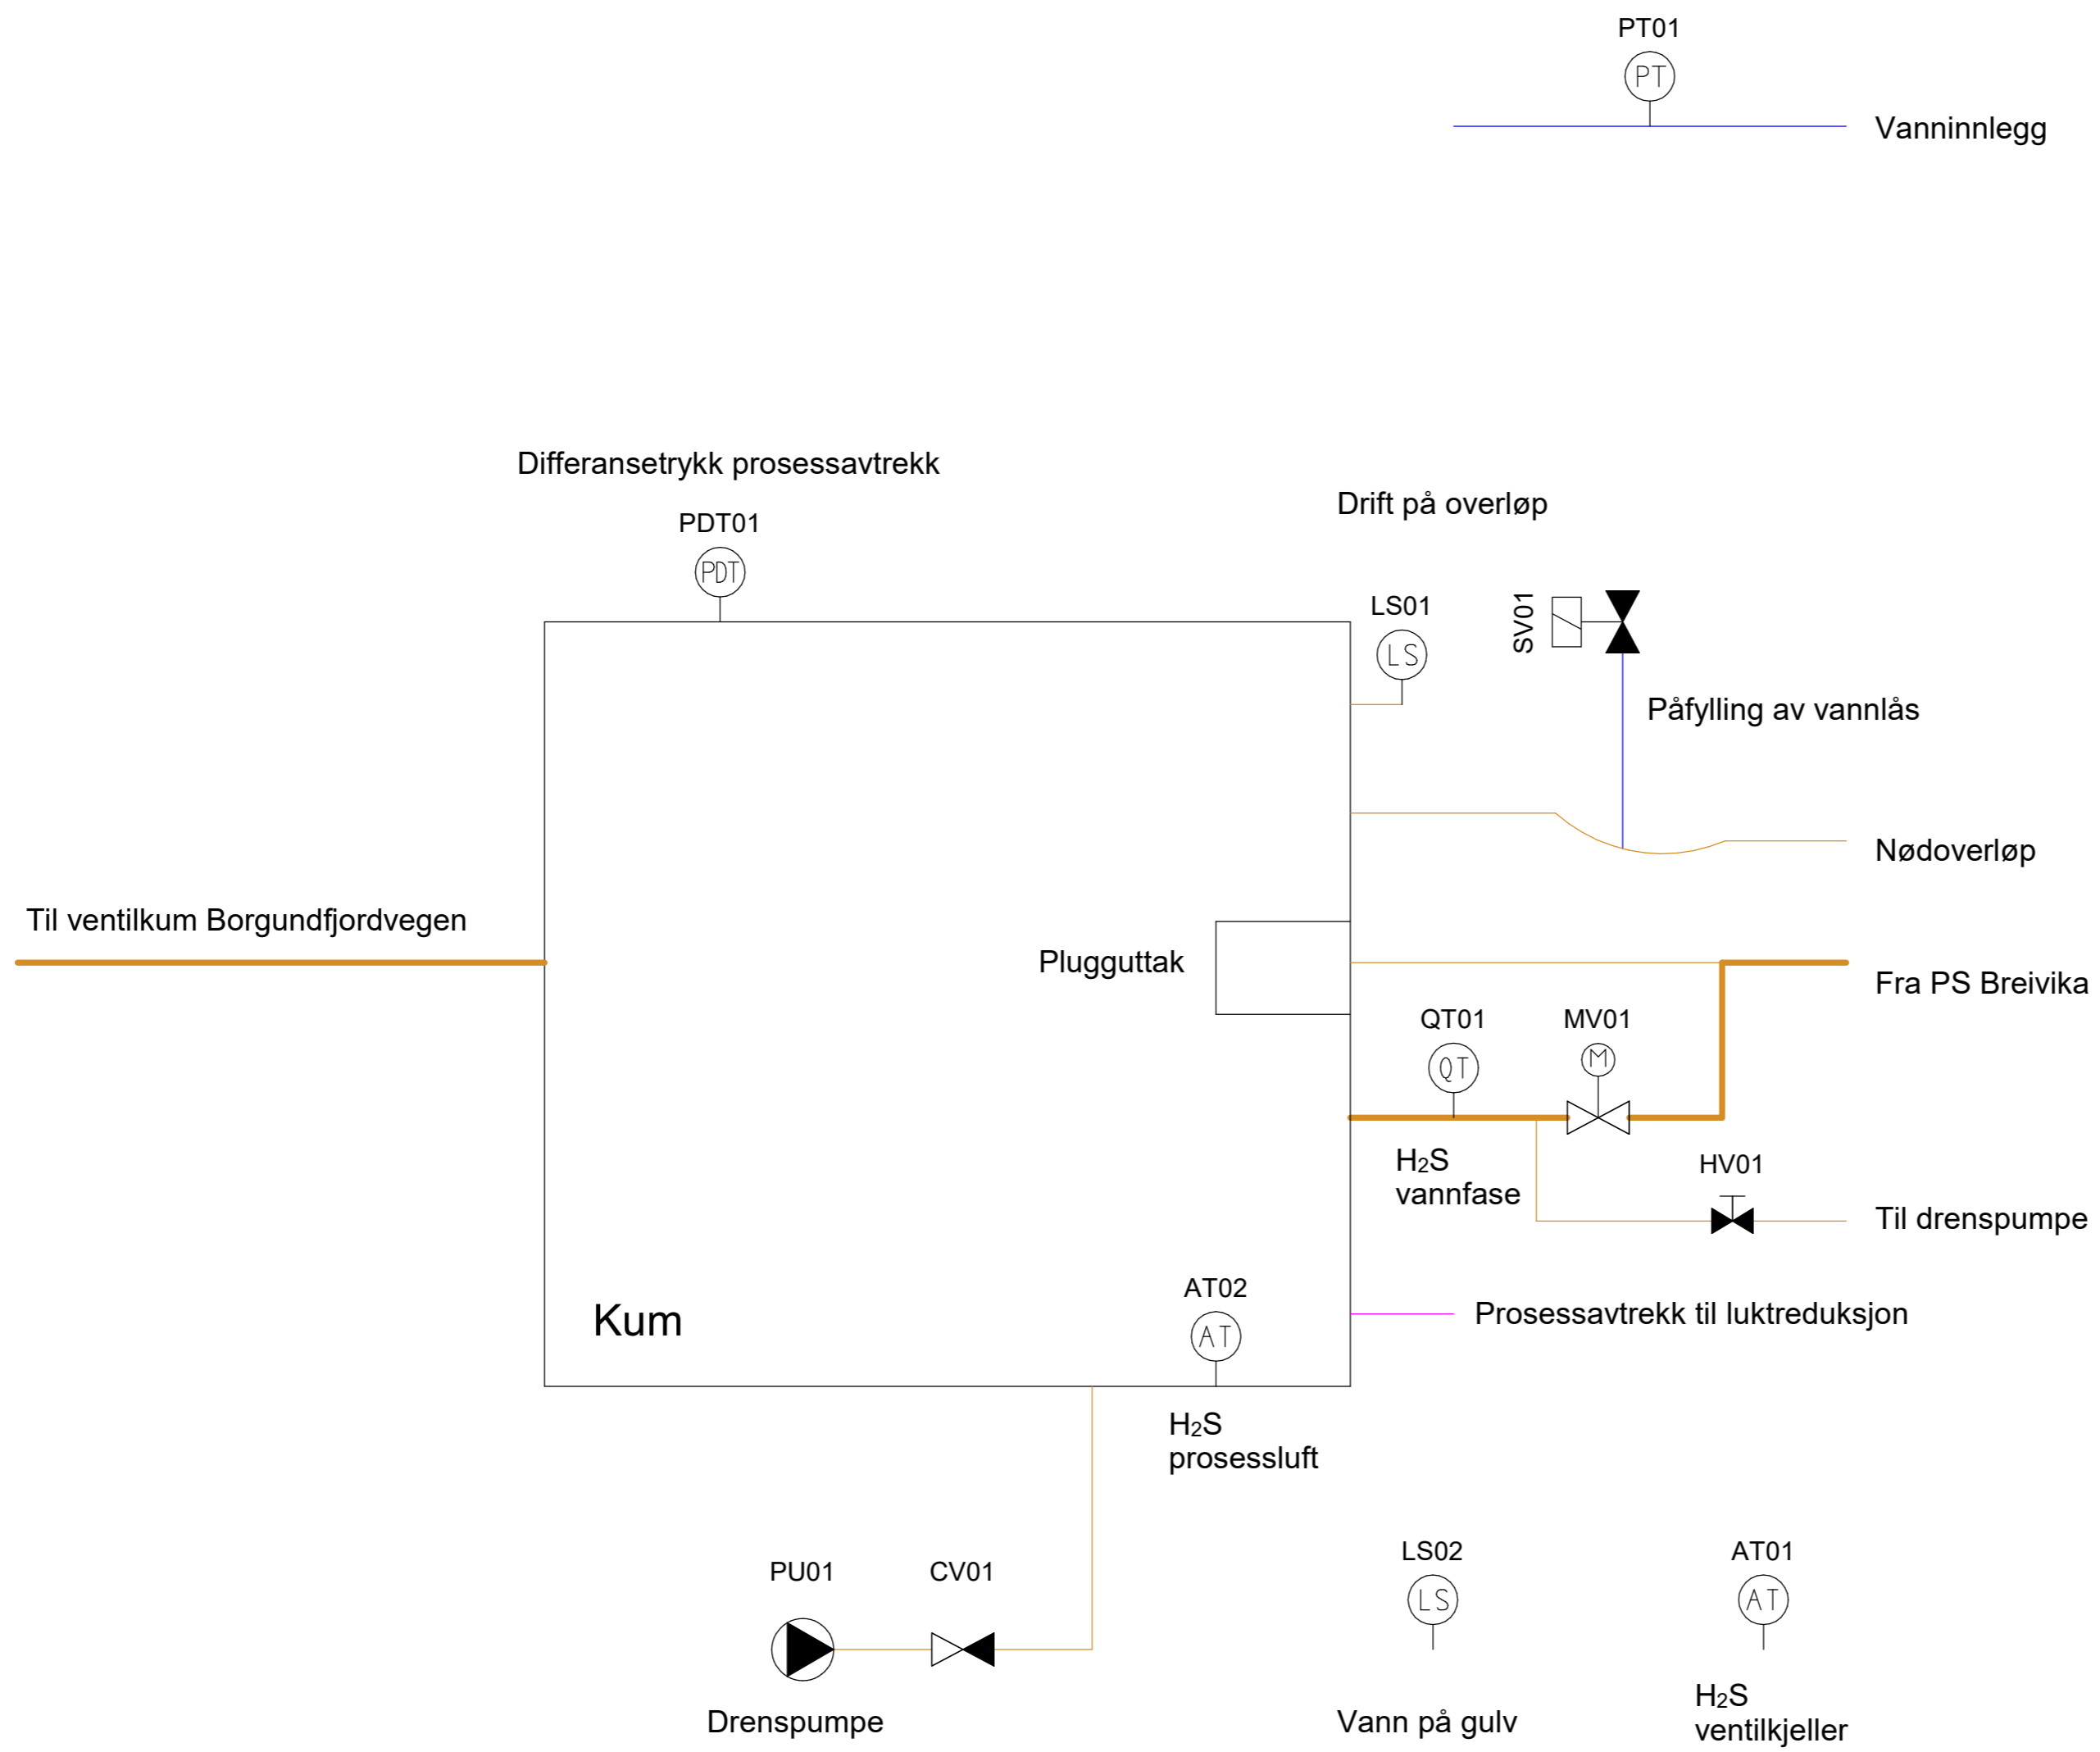 PT01
PT
Vanninnlegg
Differansetrykk prosessavtrekk
PDT01
PDT
Drift på overløp
LS01
LS
SV01
Påfylling av vannlås
Nødoverløp
Til ventilkum Borgundfjordvegen
Plugguttak
Fra PS Breivika
QT01
QT
MV01
M
H₂S
vannfase
HV01
Til drenspumpe
AT02
AT
Kum
Prosessavtrekk til luktreduksjon
H₂S
prosessluft
PU01
CV01
Drenspumpe
LS02
LS
Vann på gulv
AT01
AT
H₂S
ventilkjeller